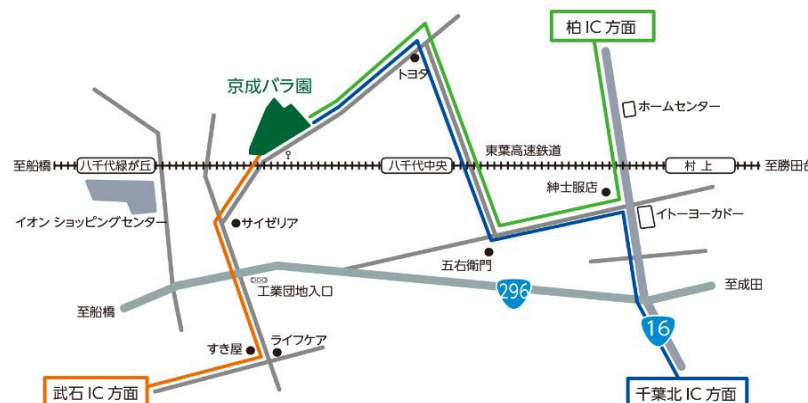 柏 IC 方面
トヨタ
京成バラ園
ホームセンター
東葉高速鉄道
至船橋
八千代緑が丘
八千代中央
村 上
至勝田台
紳士服店
イオン ショッピングセンター
サイゼリア
イトーヨーカドー
五右衛門
工業団地入口
至成田
296
至船橋
16
すき屋
ライフケア
武石 IC 方面
千葉北 IC 方面